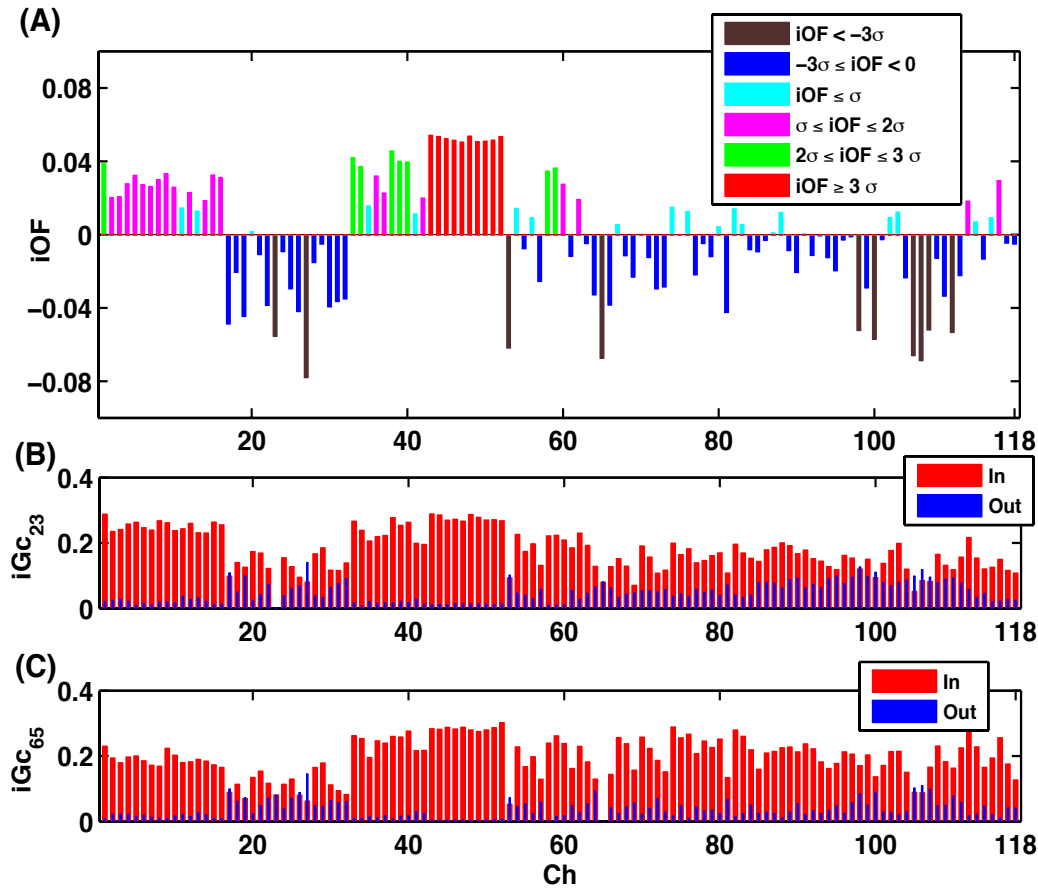 (A)
iOF < −3σ
−3σ ≤ iOF < 0
iOF ≤ σ
σ ≤ iOF ≤ 2σ
2σ ≤ iOF ≤ 3 σ
iOF ≥ 3 σ
0.08
0.04
0
−0.04
−0.08
iOF
20 40 60 80 100 118
(B)
In
Out
0.4
0.2
0
iGc23
20 40 60 80 100 118
(C)
In
Out
0.4
0.2
0
iGc65
20 40 60 80 100 118
Ch
Ch